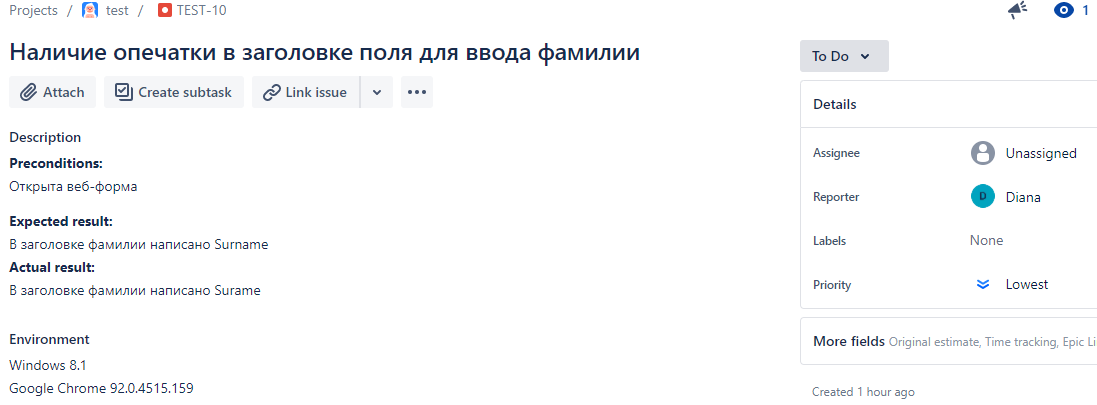 Projects / test / TEST-10
1
Наличие опечатки в заголовке поля для ввода фамилии
To Do
Attach
Create subtask
Link issue
Description
Preconditions:
Открыта веб-форма
Expected result:
В заголовке фамилии написано Surname
Actual result:
В заголовке фамилии написано Surame
Environment
Windows 8.1
Google Chrome 92.0.4515.159
Details
Assignee
Unassigned
Reporter
D
Diana
Labels
None
Priority
Lowest
More fields Original estimate, Time tracking, Epic Li
Created 1 hour ago